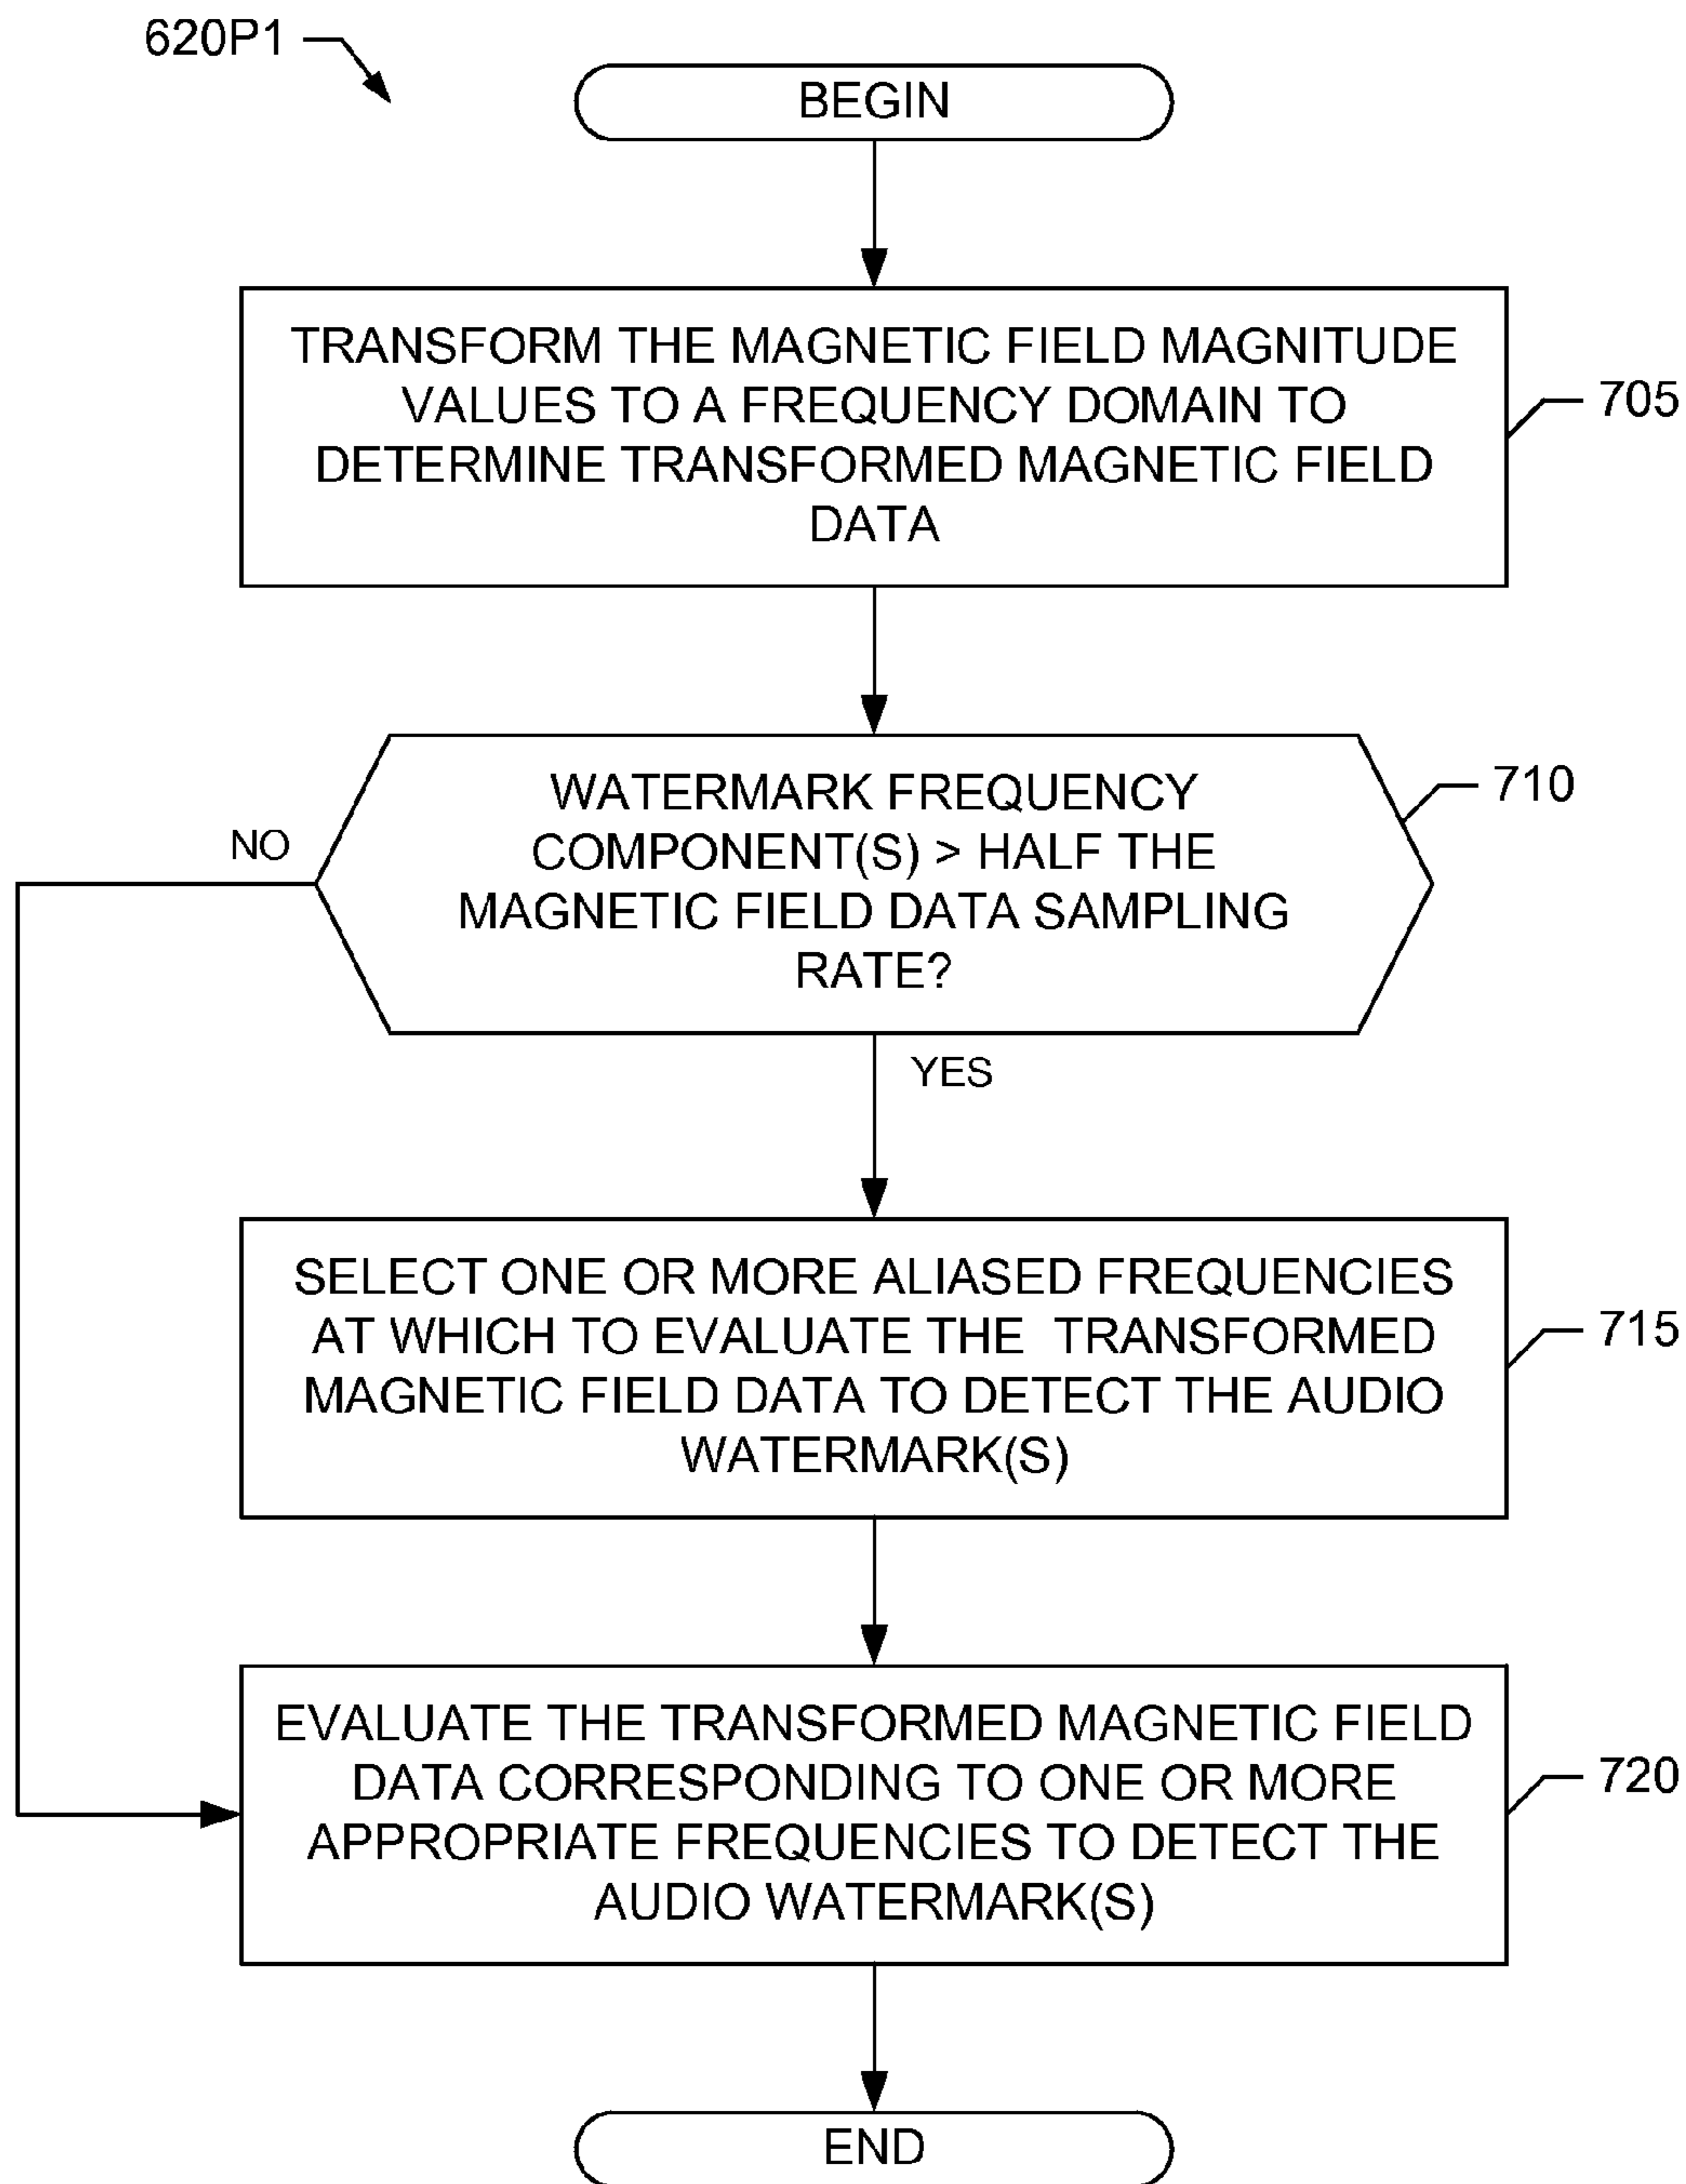 620P1
BEGIN
TRANSFORM THE MAGNETIC FIELD MAGNITUDE
VALUES TO A FREQUENCY DOMAIN TO
DETERMINE TRANSFORMED MAGNETIC FIELD
DATA
705
WATERMARK FREQUENCY
COMPONENT(S) > HALF THE
MAGNETIC FIELD DATA SAMPLING
RATE?
710
NO
YES
SELECT ONE OR MORE ALIASED FREQUENCIES
AT WHICH TO EVALUATE THE TRANSFORMED
MAGNETIC FIELD DATA TO DETECT THE AUDIO
WATERMARK(S)
715
EVALUATE THE TRANSFORMED MAGNETIC FIELD
DATA CORRESPONDING TO ONE OR MORE
APPROPRIATE FREQUENCIES TO DETECT THE
AUDIO WATERMARK(S)
720
END